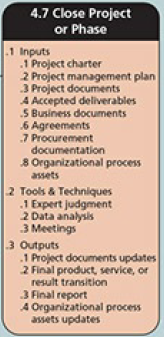 4.7 Close Project
or Phase
.1 Inputs
.1 Project charter
.2 Project management plan
.3 Project documents
.4 Accepted deliverables
.5 Business documents
.6 Agreements
.7 Procurement
documentation
.8 Organizational process
assets
.2 Tools & Techniques
.1 Expert judgment
.2 Data analysis
.3 Meetings
.3 Outputs
.1 Project documents updates
.2 Final product, service, or
result transition
.3 Final report
.4 Organizational process
assets updates